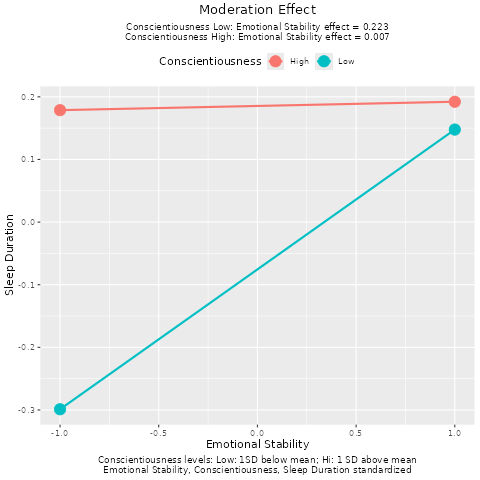 Moderation Effect
Conscientiousness Low: Emotional Stability effect = 0.223
Conscientiousness High: Emotional Stability effect = 0.007
Conscientiousness High Low
Sleep Duration
0.2
0.1
0.0
-0.1
-0.2
-0.3
-1.0 -0.5 0.0 0.5 1.0
Emotional Stability
Conscientiousness levels: Low: 1SD below mean; Hi: 1 SD above mean
Emotional Stability, Conscientiousness, Sleep Duration standardized